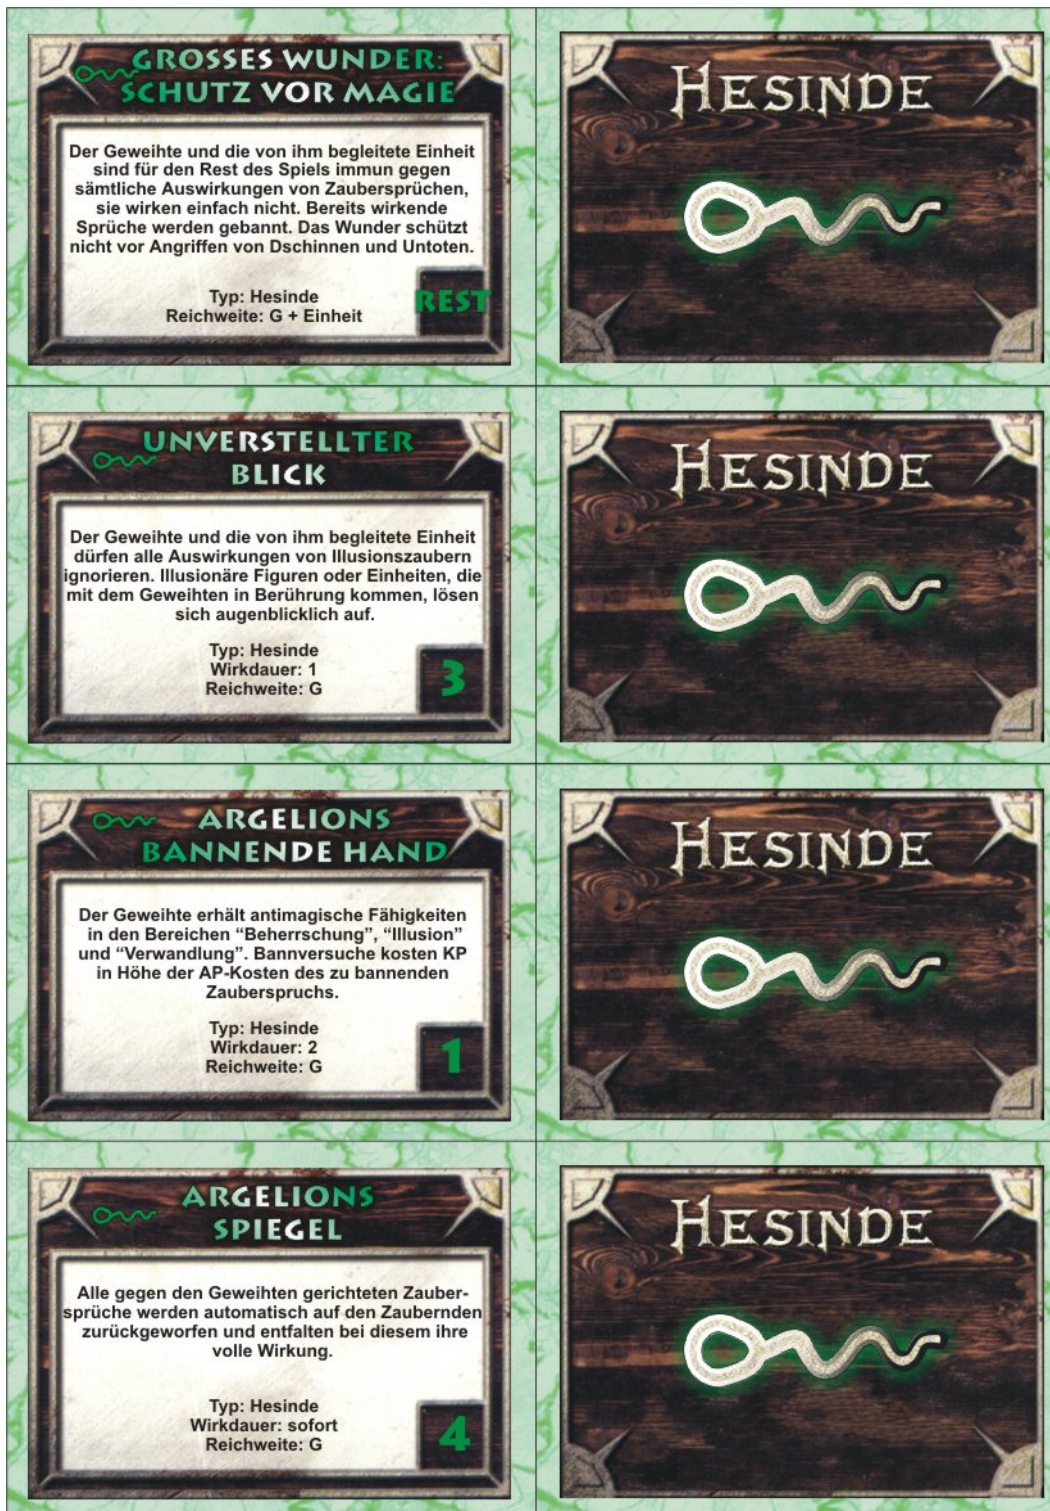 GROSSES WUNDER:
SCHUTZ VOR MAGIE
Der Geweihte und die von ihm begleitete Einheit
sind für den Rest des Spiels immun gegen
sämtliche Auswirkungen von Zaubersprüchen,
sie wirken einfach nicht. Bereits wirkende
Sprüche werden gebannt. Das Wunder schützt
nicht vor Angriffen von Dschinnen und Untoten.
Typ: Hesinde
Reichweite: G + Einheit
REST
HESINDE
UNVERSTELLTER
BLICK
Der Geweihte und die von ihm begleitete Einheit
dürfen alle Auswirkungen von Illusionszaubern
ignorieren. Illusionäre Figuren oder Einheiten, die
mit dem Geweihten in Berührung kommen, lösen
sich augenblicklich auf.
Typ: Hesinde
Wirkdauer: 1
Reichweite: G
3
HESINDE
ARGELIONS
BANNENDE HAND
Der Geweihte erhält antimagische Fähigkeiten
in den Bereichen “Beherrschung”, “Illusion”
und “Verwandlung”. Bannversuche kosten KP
in Höhe der AP-Kosten des zu bannenden
Zauberspruchs.
Typ: Hesinde
Wirkdauer: 2
Reichweite: G
1
HESINDE
ARGELIONS
SPIEGEL
Alle gegen den Geweihten gerichteten Zauber-
sprüche werden automatisch auf den Zaubernden
zurückgeworfen und entfalten bei diesem ihre
volle Wirkung.
Typ: Hesinde
Wirkdauer: sofort
Reichweite: G
4
HESINDE